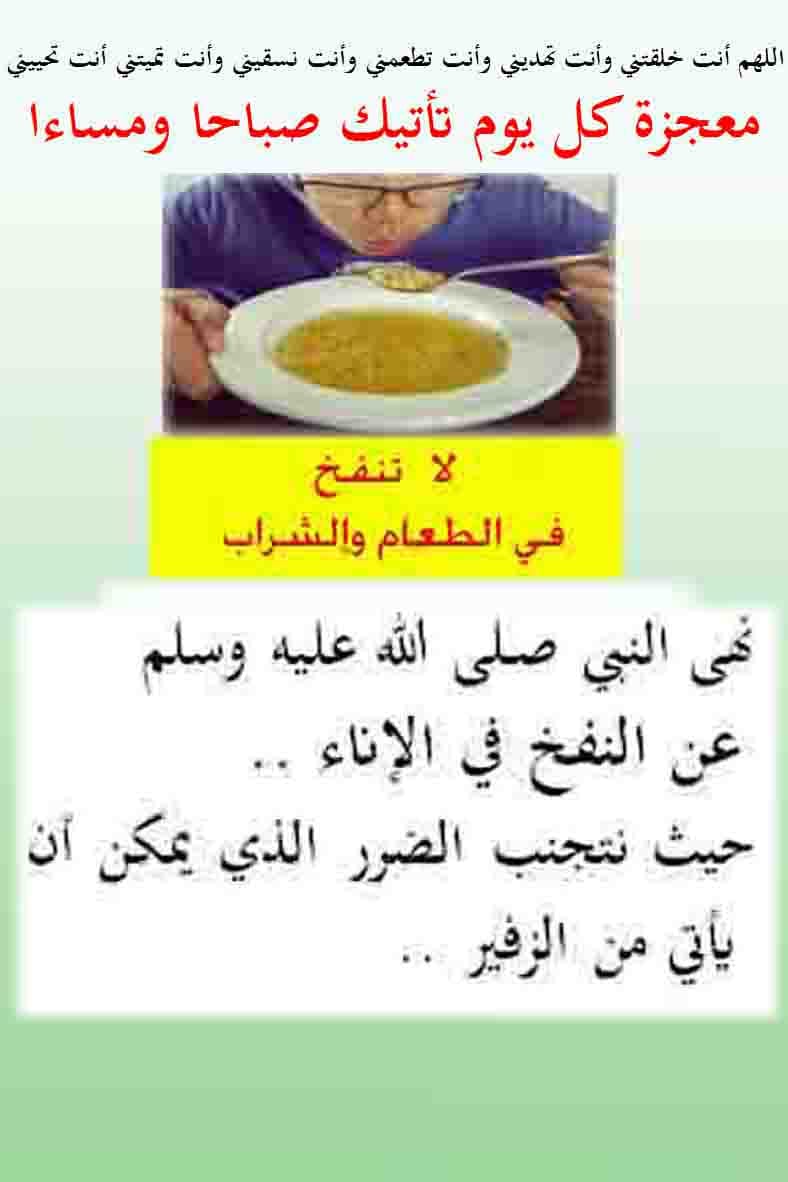 اللهم أنت خلقتني وأنت تهديني وأنت تطعمني وأنت نسقيني وأنت تميتني أنت تحييني
معجزة كل يوم تأتيك صباحا ومساءا
لا تنفخ
في الطعام والشراب
نهى النبي صلى الله عليه وسلم
عن النفخ في الإناء ..
حيث نتجنب الضرر الذي يمكن أن
يأتي من الزفير ..